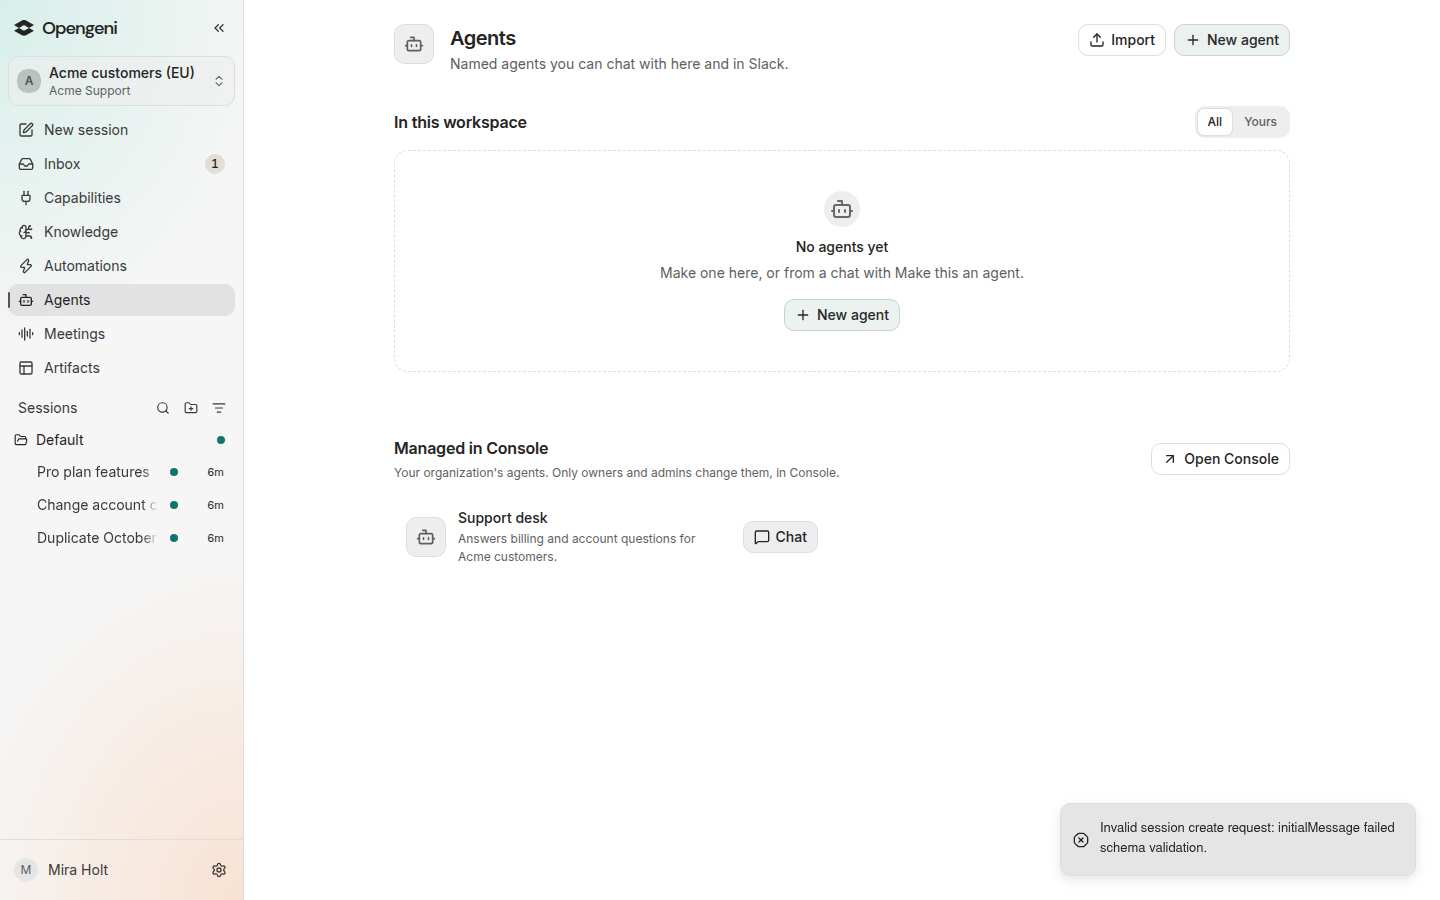 Opengeni
A
Acme customers (EU)
Acme Support
New session
Inbox
1
Capabilities
Knowledge
Automations
Agents
Meetings
Artifacts
Sessions
Default
Pro plan features
6m
Change account
6m
Duplicate October
6m
M
Mira Holt
Agents
Named agents you can chat with here and in Slack.
Import
New agent
In this workspace
All
Yours
No agents yet
Make one here, or from a chat with Make this an agent.
New agent
Managed in Console
Your organization's agents. Only owners and admins change them, in Console.
Open Console
Support desk
Answers billing and account questions for
Acme customers.
Chat
Invalid session create request: initialMessage failed
schema validation.